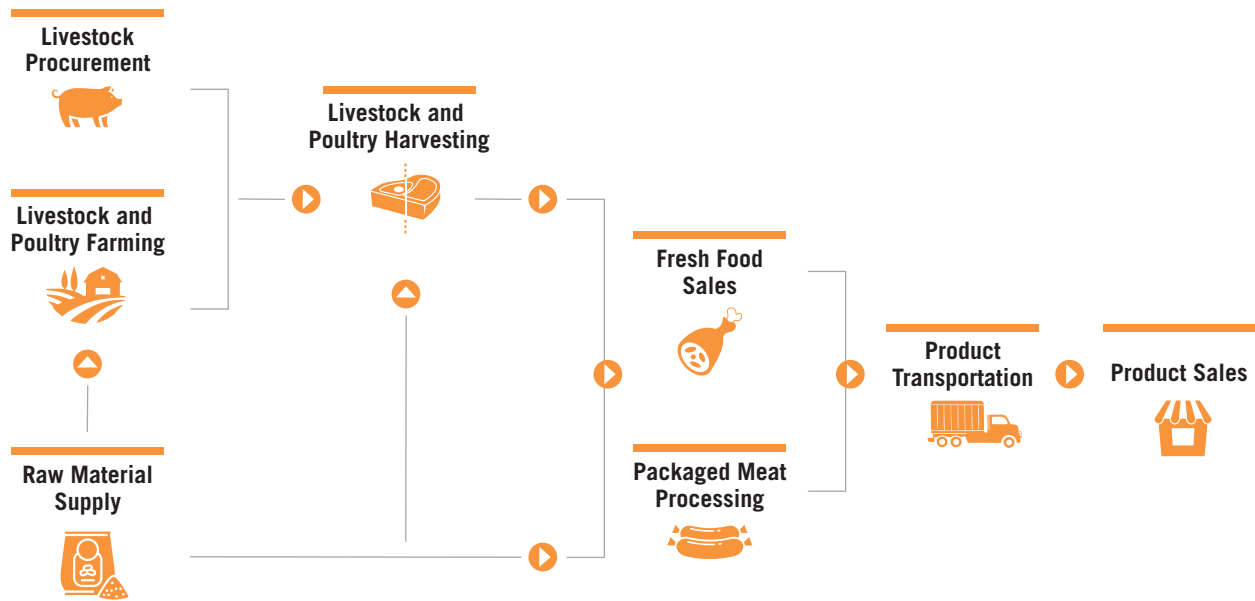 Livestock
Procurement
Livestock and
Poultry Farming
Raw Material
Supply
Livestock and
Poultry Harvesting
Fresh Food
Sales
Packaged Meat
Processing
Product
Transportation
Product Sales